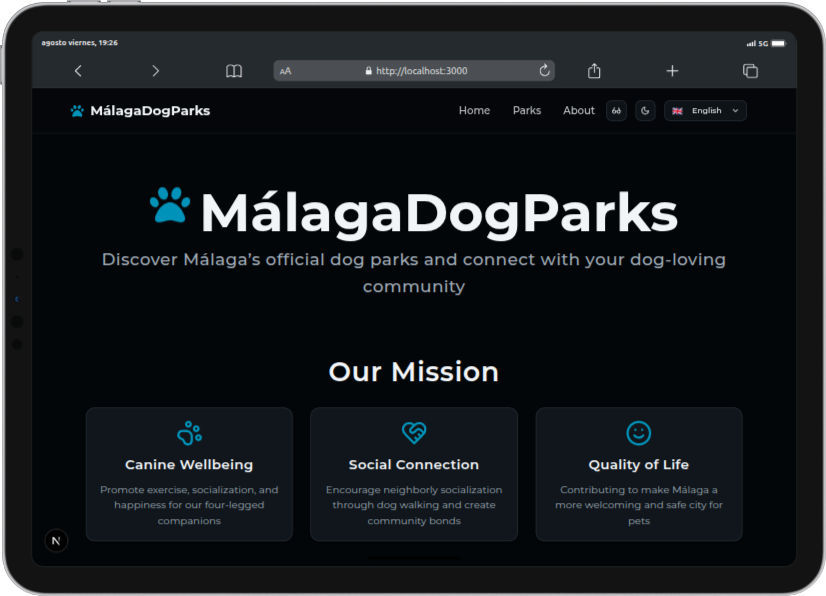 agosto viernes, 19:26
5G
AA
http://localhost:3000
MálagaDogParks
Home Parks About English
MálagaDogParks
Discover Málaga's official dog parks and connect with your dog-loving
community
Our Mission
Canine Wellbeing
Promote exercise, socialization, and
happiness for our four-legged
companions
Social Connection
Encourage neighborly socialization
through dog walking and create
community bonds
Quality of Life
Contributing to make Málaga a
more welcoming and safe city for
pets
N